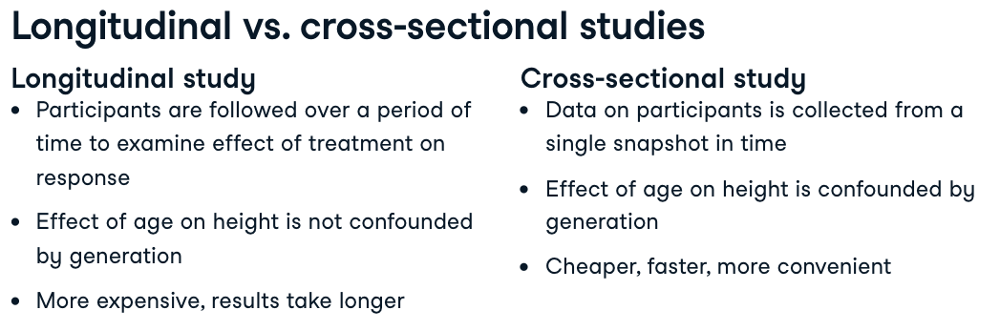 Longitudinal vs. cross-sectional studies
Longitudinal study
• Participants are followed over a period of
time to examine effect of treatment on
response
• Effect of age on height is not confounded
by generation
• More expensive, results take longer
Cross-sectional study
• Data on participants is collected from a
single snapshot in time
• Effect of age on height is confounded by
generation
• Cheaper, faster, more convenient